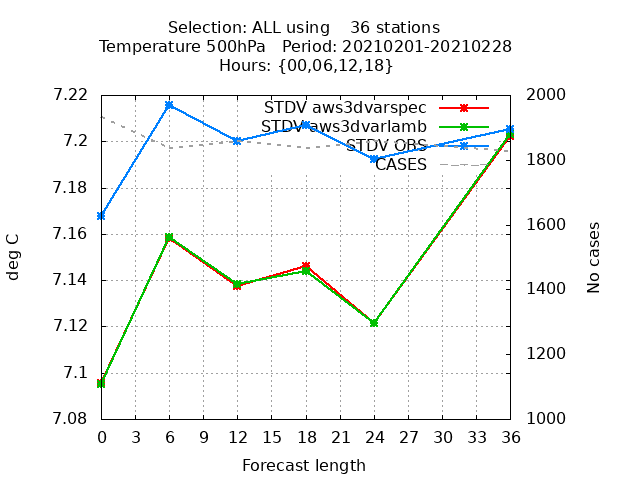 Selection: ALL using    36 stations
Temperature 500hPa   Period: 20210201-20210228
Hours: {00,06,12,18}
7.22
7.2
7.18
7.16
7.14
7.12
7.1
7.08
deg C
STDV aws3dvarspec
STDV aws3dvarlamb
STDV OBS
CASES
2000
1800
1600
1400
1200
1000
No cases
0 3 6 9 12 15 18 21 24 27 30 33 36
Forecast length